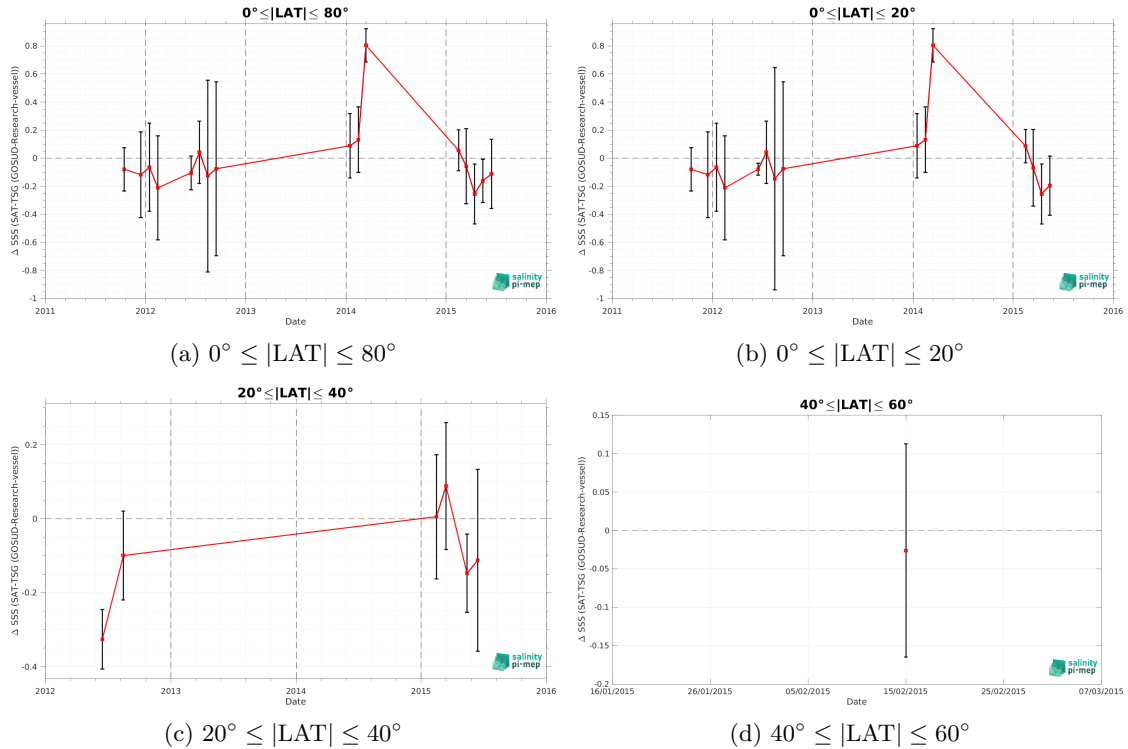 0°≤|LAT|≤ 80°
Δ SSS (SAT-TSG (GOSUD-Research-vessel))
0.8
0.6
0.4
0.2
0
-0.2
-0.4
-0.6
-0.8
-1
2011 2012 2013 2014 2015 2016
Date
salinity
pi-mep
(a) 0° ≤ |LAT| ≤ 80°
0°≤|LAT|≤ 20°
Δ SSS (SAT-TSG (GOSUD-Research-vessel))
0.8
0.6
0.4
0.2
0
-0.2
-0.4
-0.6
-0.8
-1
2011 2012 2013 2014 2015 2016
Date
salinity
pi-mep
(b) 0° ≤ |LAT| ≤ 20°
20°≤|LAT|≤ 40°
Δ SSS (SAT-TSG (GOSUD-Research-vessel))
0.2
0
-0.2
-0.4
2012 2013 2014 2015 2016
Date
salinity
pi-mep
(c) 20° ≤ |LAT| ≤ 40°
40°≤|LAT|≤ 60°
Δ SSS (SAT-TSG (GOSUD-Research-vessel))
0.15
0.1
0.05
0
-0.05
-0.1
-0.15
-0.2
16/01/2015 26/01/2015 05/02/2015 15/02/2015 25/02/2015 07/03/2015
Date
salinity
pi-mep
(d) 40° ≤ |LAT| ≤ 60°